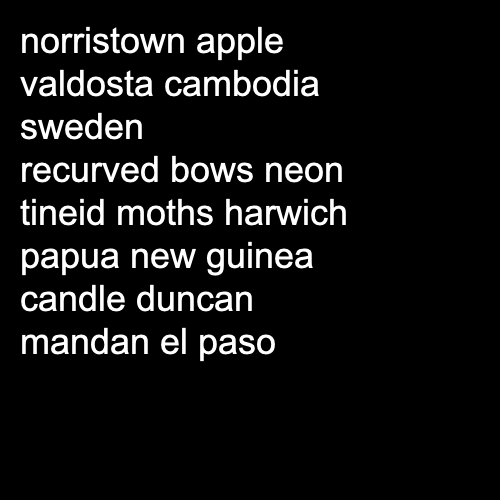 norristown apple
valdosta cambodia
sweden
recurved bows neon
tineid moths harwich
papua new guinea
candle duncan
mandan el paso